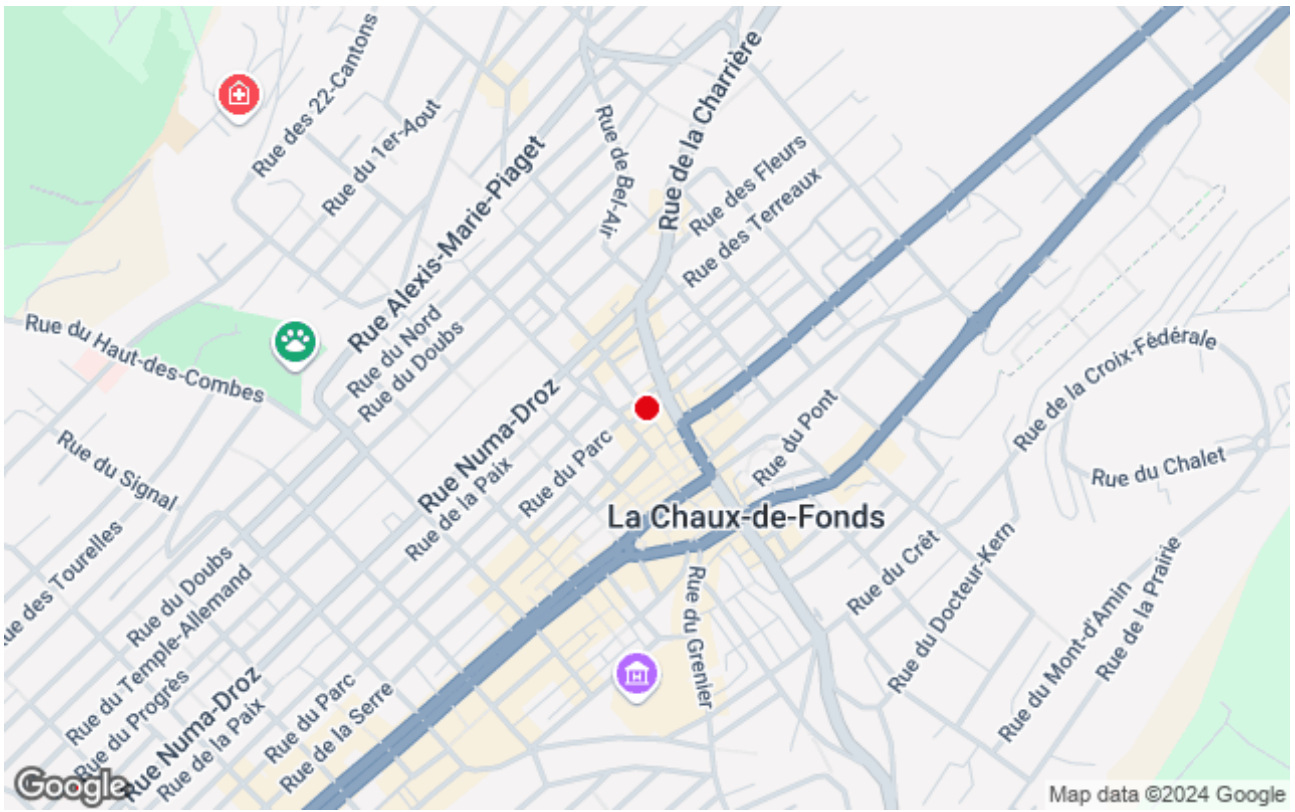 Rue des 22-Cantons
Rue du 1er-Aout
Rue Alexis-Marie-Piaget
Rue de Bel-Air
Rue de la Charrière
Rue des Fleurs
Rue des Terreaux
Rue du Haut-des-Combes
Rue du Nord
Rue du Doubs
Rue de la Croix-Fédérale
Rue Numa-Droz
Rue du Parc
Rue du Pont
Rue du Signal
Rue de la Paix
Rue du Chalet
La Chaux-de-Fonds
Rue des Tourelles
Rue du Doubs
Rue du Temple-Allemand
Rue du Progrès
Rue Numa-Droz
Rue de la Paix
Rue du Parc
Rue de la Serre
Rue du Grenier
Rue du Crêt
Rue du Docteur-Kern
Rue du Mont-d'Amin
Rue de la Prairie
Google
Map data ©2024 Google